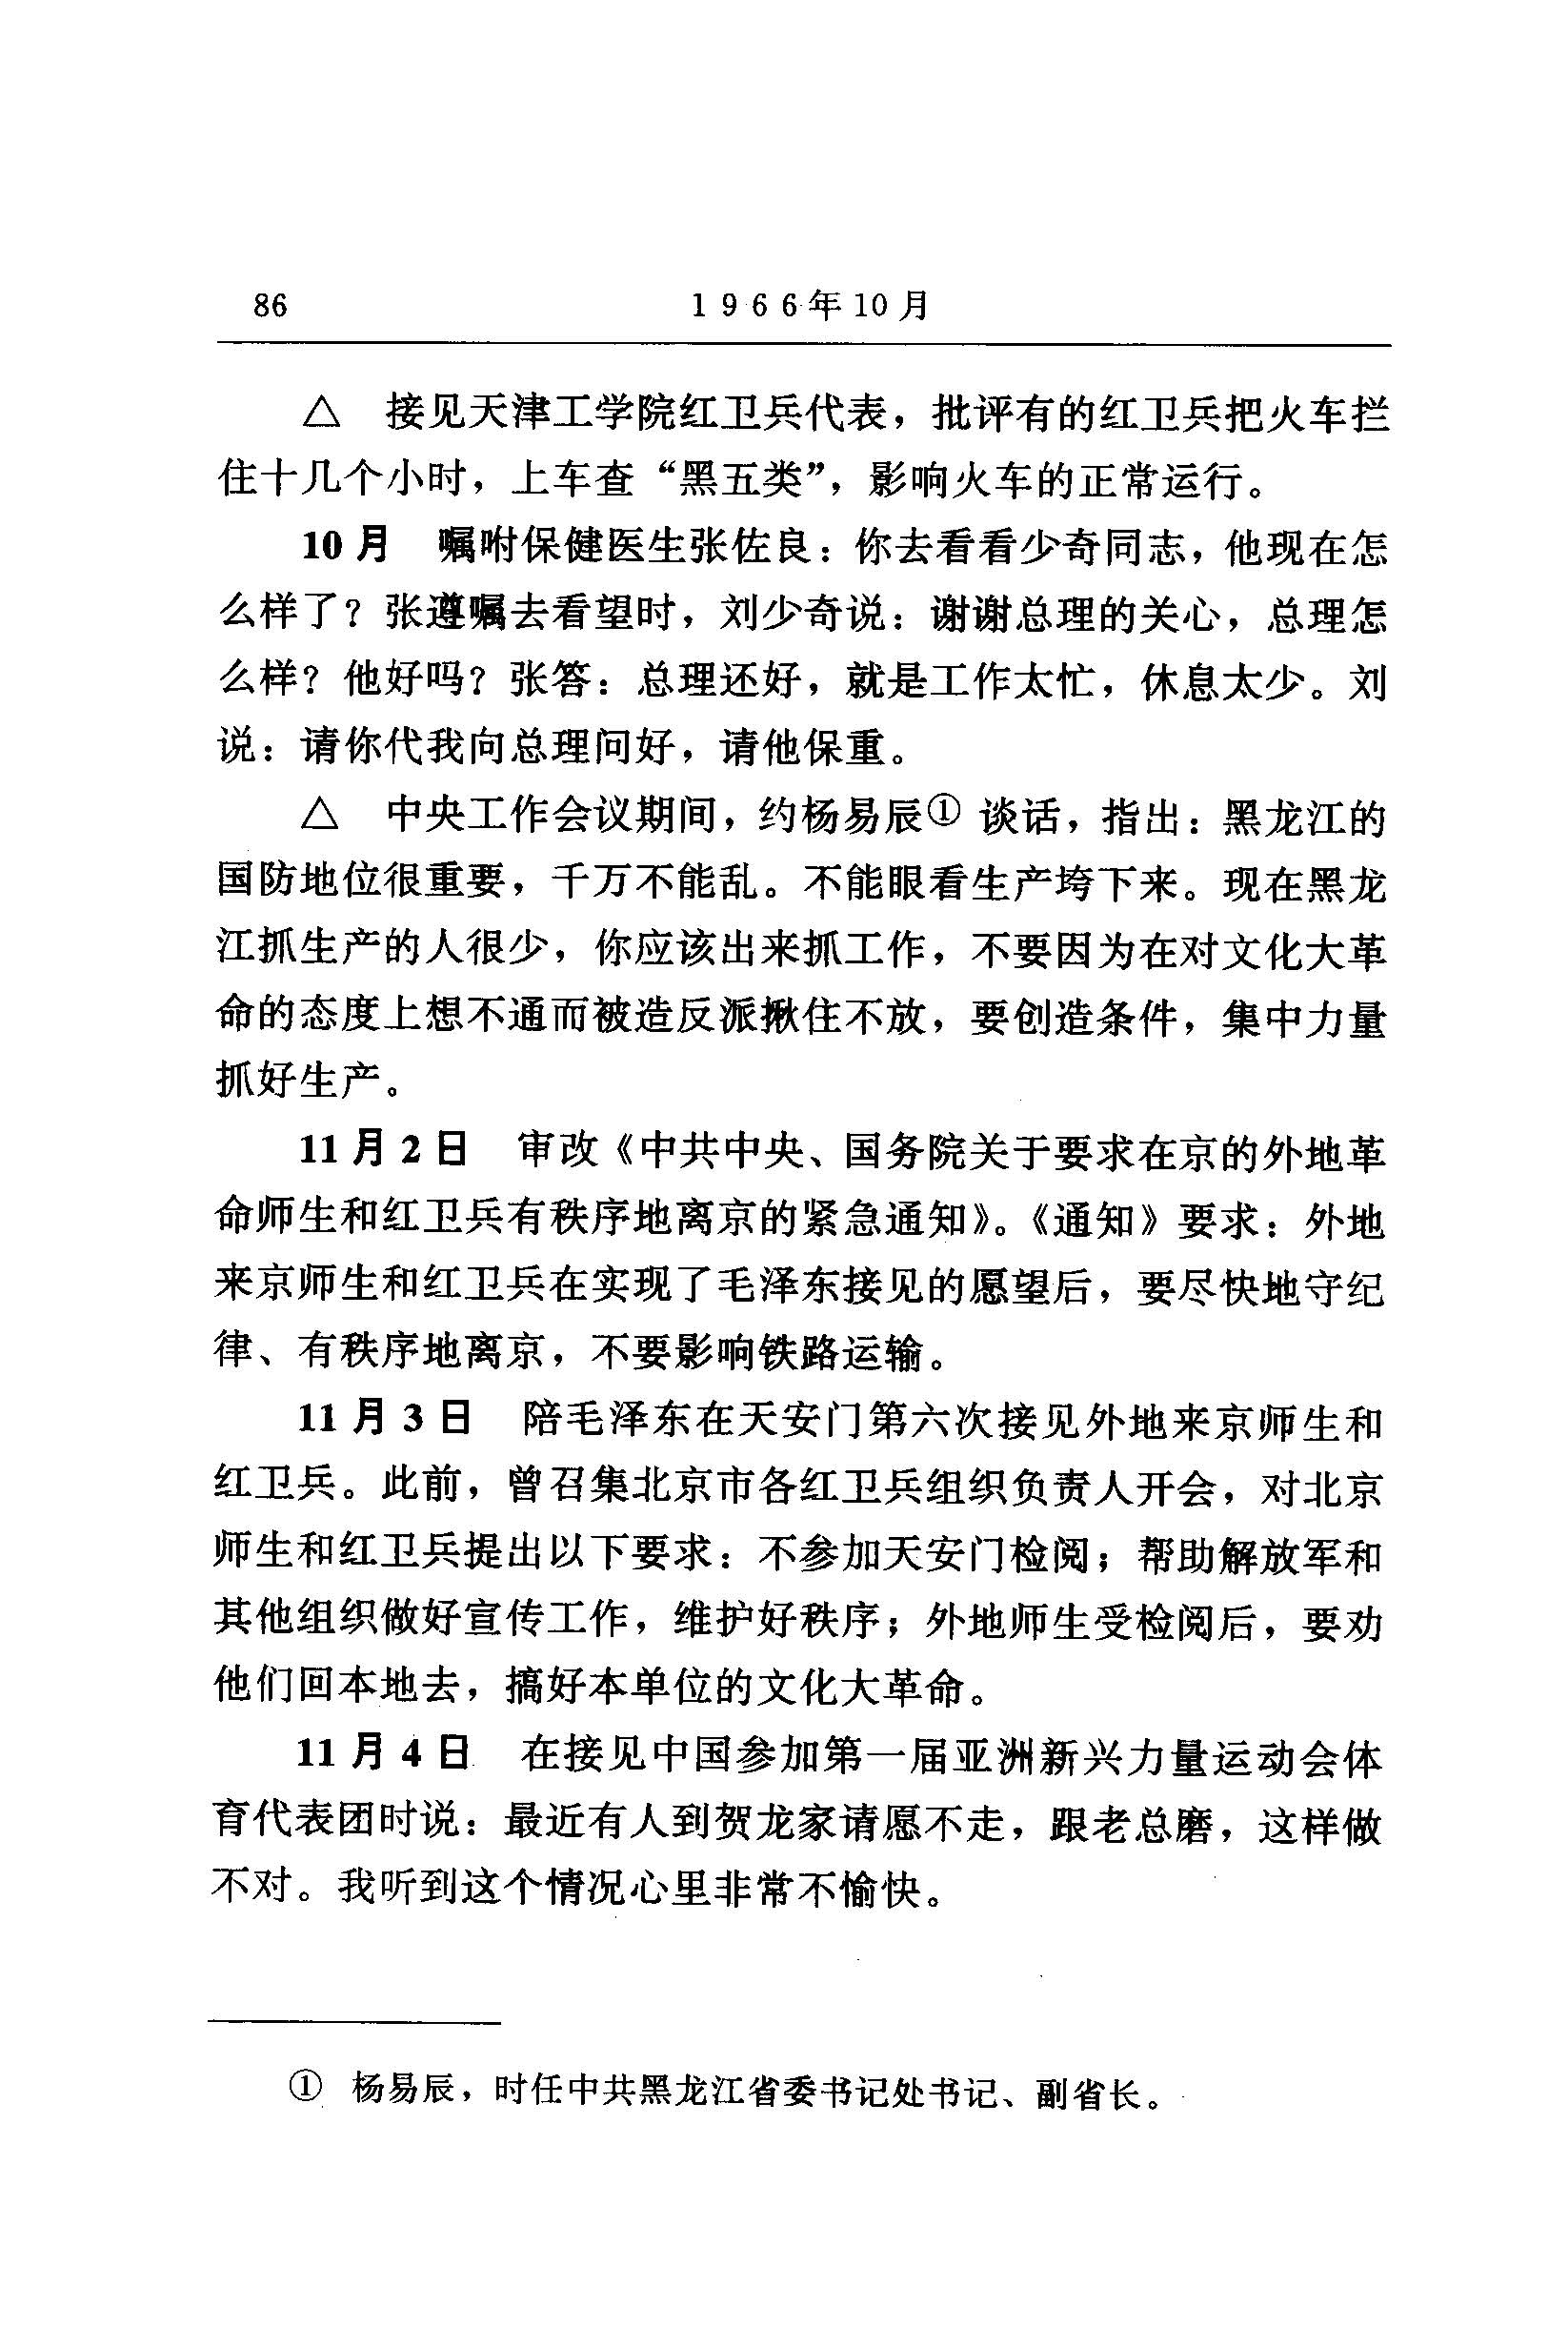 86 1966年10月
△ 接见天津工学院红卫兵代表，批评有的红卫兵把火车拦
住十几个小时，上车查“黑五类”，影响火车的正常运行。
10月 嘱咐保健医生张佐良：你去看看少奇同志，他现在怎
么样了？张遵嘱去看望时，刘少奇说：谢谢总理的关心，总理怎
么样？他好吗？张答：总理还好，就是工作太忙，休息太少。刘
说：请你代我向总理问好，请他保重。
△ 中央工作会议期间，约杨易辰①谈话，指出：黑龙江的
国防地位很重要，千万不能乱。不能眼看生产垮下来。现在黑龙
江抓生产的人很少，你应该出来抓工作，不要因为在对文化大革
命的态度上想不通而被造反派揪住不放，要创造条件，集中力量
抓好生产。
11月2日 审改《中共中央、国务院关于要求在京的外地革
命师生和红卫兵有秩序地离京的紧急通知》。《通知》要求：外地
来京师生和红卫兵在实现了毛泽东接见的愿望后，要尽快地守纪
律、有秩序地离京，不要影响铁路运输。
11月3日 陪毛泽东在天安门第六次接见外地来京师生和
红卫兵。此前，曾召集北京市各红卫兵组织负责人开会，对北京
师生和红卫兵提出以下要求：不参加天安门检阅；帮助解放军和
其他组织做好宣传工作，维护好秩序；外地师生受检阅后，要劝
他们回本地去，搞好本单位的文化大革命。
11月4日 在接见中国参加第一届亚洲新兴力量运动会体
育代表团时说：最近有人到贺龙家请愿不走，跟老总磨，这样做
不对。我听到这个情况心里非常不愉快。
① 杨易辰，时任中共黑龙江省委书记处书记、副省长。